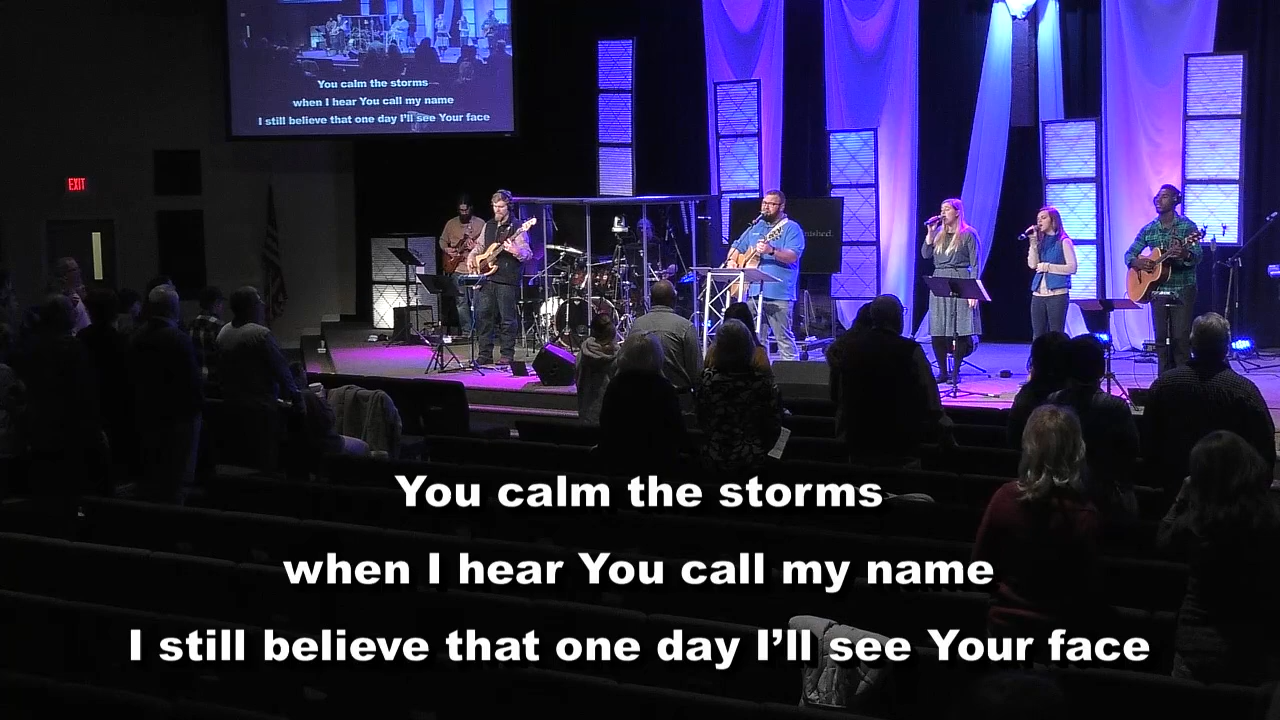 You calm the storms
when I hear You call my name
I still believe that one day I'll see Your face
EXIT
You calm the storms
when I hear You call my name
I still believe that one day I’ll see Your face